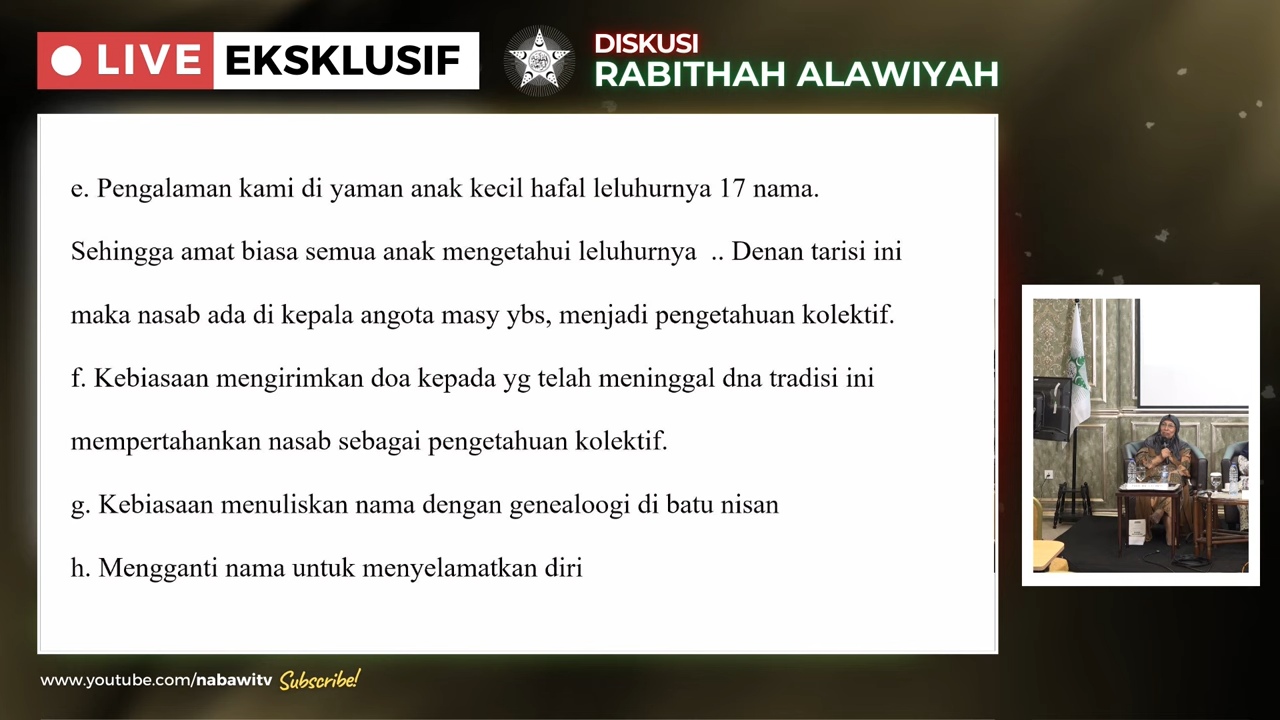 LIVE EKSKLUSIF
DISKUSI
RABITHAH ALAWIYAH
e. Pengalaman kami di yaman anak kecil hafal leluhurnya 17 nama.
Sehingga amat biasa semua anak mengetahui leluhurnya .. Denan tarisi ini
maka nasab ada di kepala angota masy ybs, menjadi pengetahuan kolektif.
f. Kebiasaan mengirimkan doa kepada yg telah meninggal dna tradisi ini
mempertahankan nasab sebagai pengetahuan kolektif.
g. Kebiasaan menuliskan nama dengan genealoogi di batu nisan
h. Mengganti nama untuk menyelamatkan diri
www.youtube.com/nabawitv Subscribe!